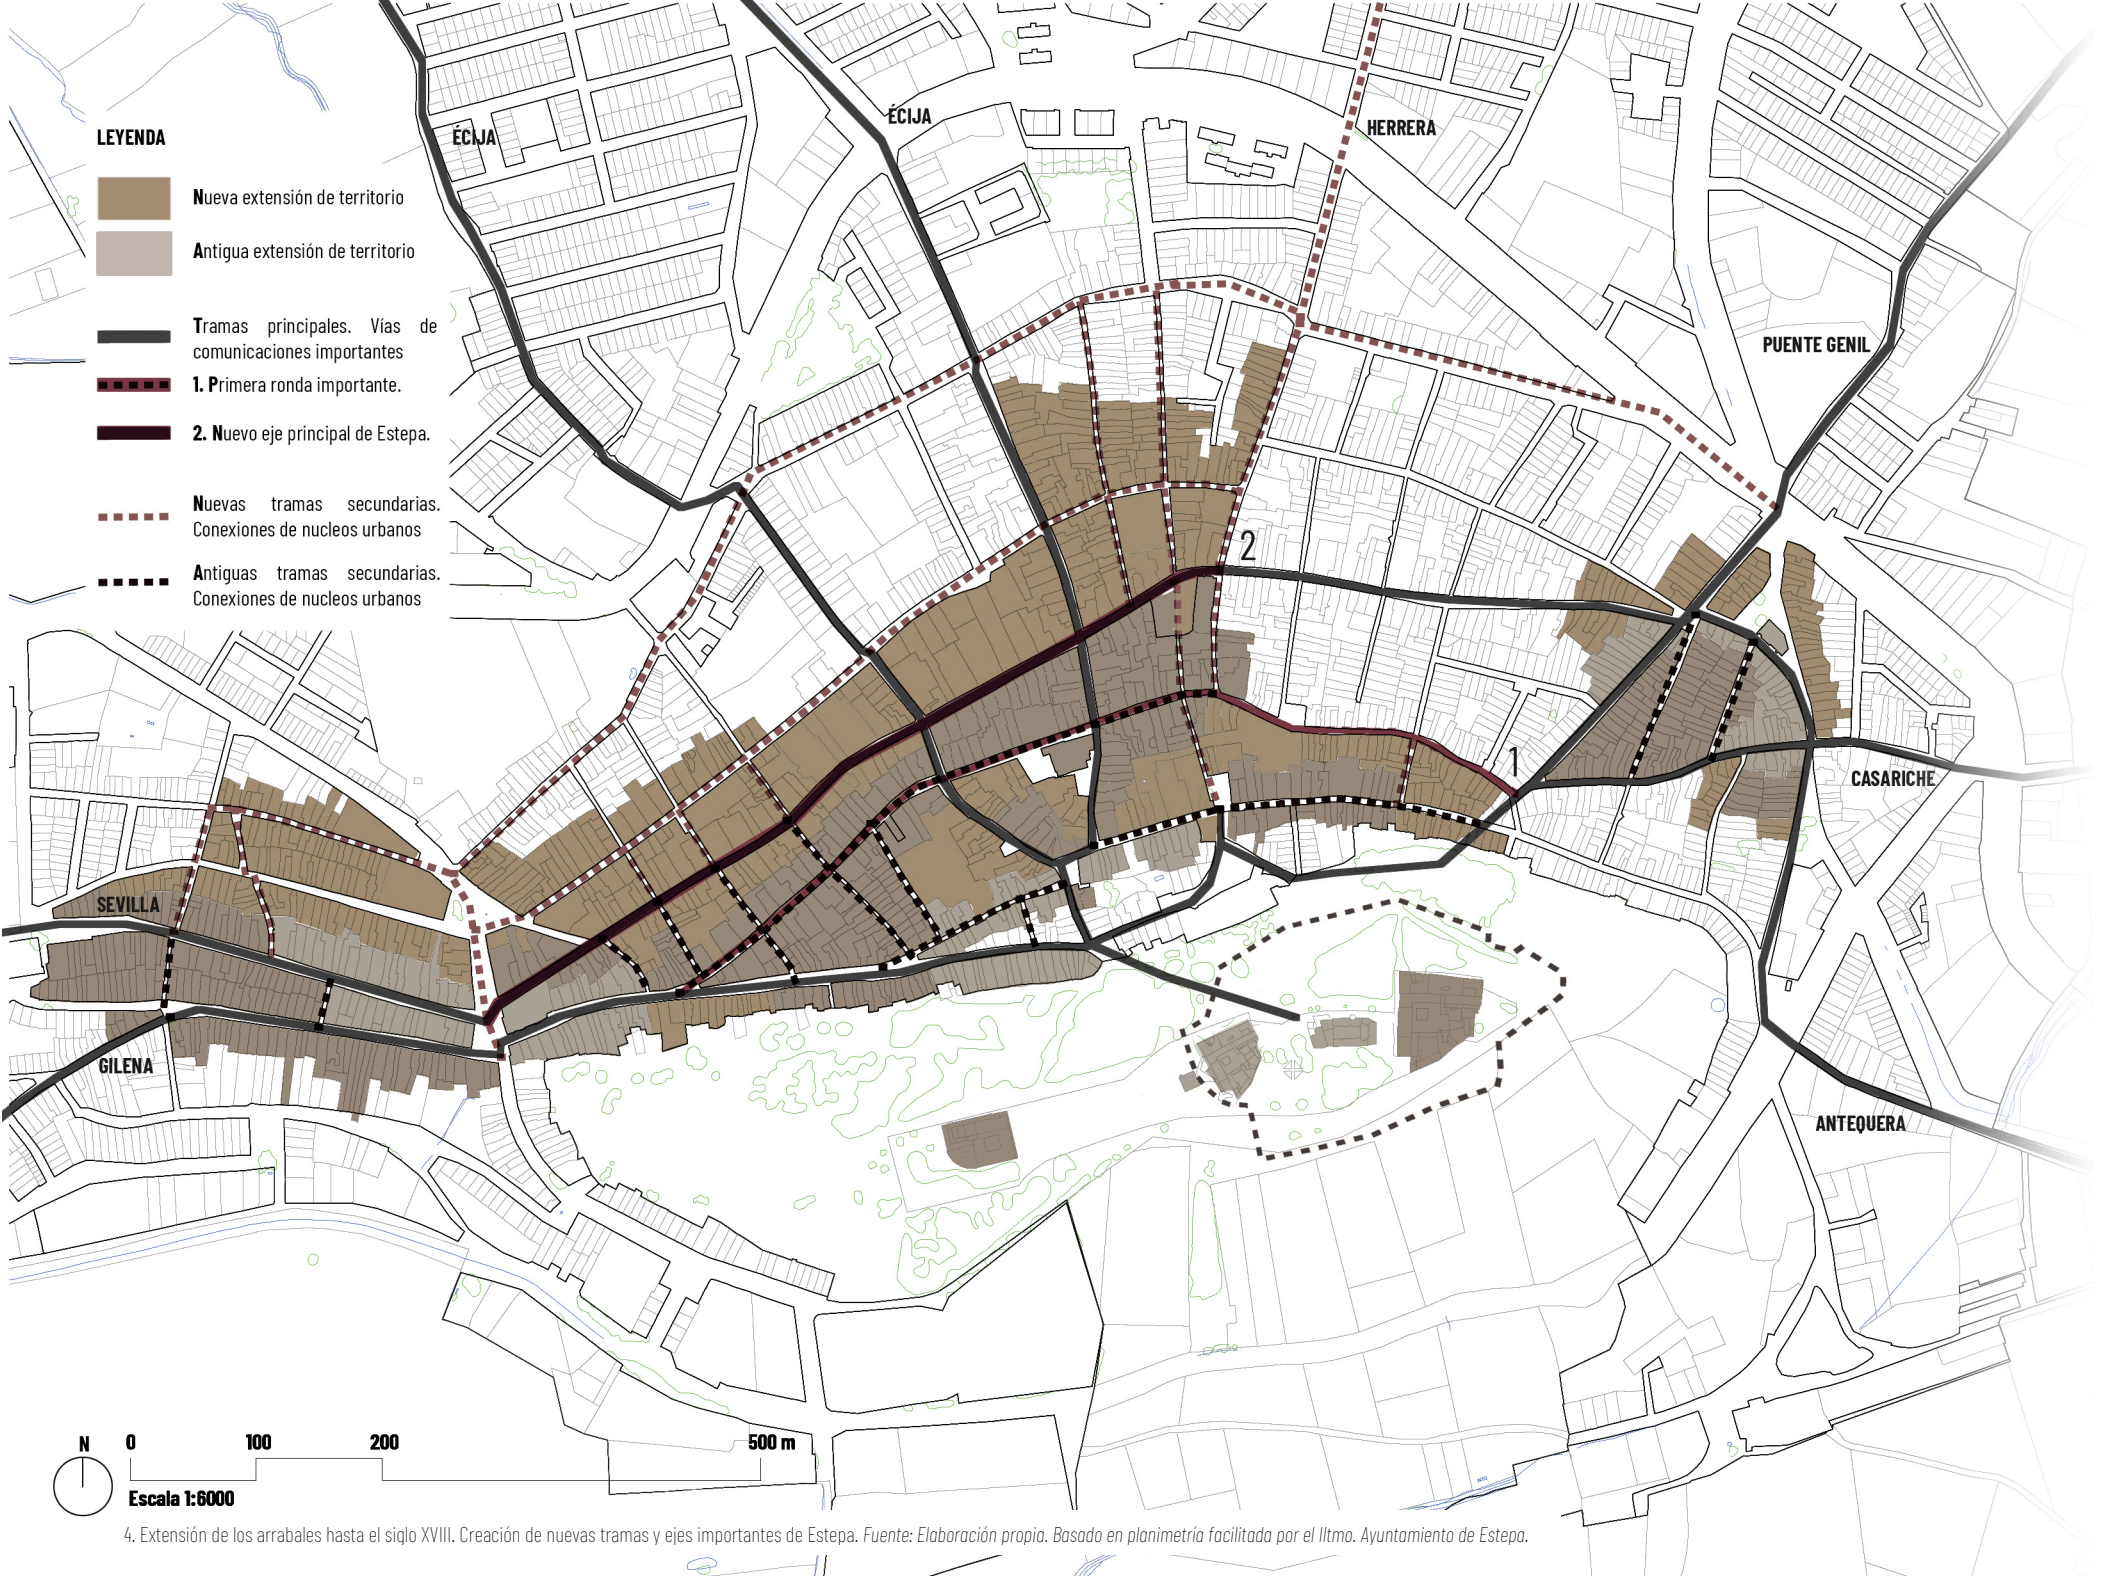 ÉCIJA
ÉCIJA
HERRERA
LEYENDA
Nueva extensión de territorio
Antigua extensión de territorio
Tramas principales. Vías de
comunicaciones importantes
1. Primera ronda importante.
2. Nuevo eje principal de Estepa.
Nuevas tramas secundarias.
Conexiones de nucleos urbanos
Antiguas tramas secundarias.
Conexiones de nucleos urbanos
PUENTE GENIL
2
1
CASARICHE
SEVILLA
GILENA
ANTEQUERA
N
0 100 200 500 m
Escala 1:6000
4. Extensión de los arrabales hasta el siglo XVIII. Creación de nuevas tramas y ejes importantes de Estepa. Fuente: Elaboración propia. Basado en planimetría facilitada por el Iltmo. Ayuntamiento de Estepa.